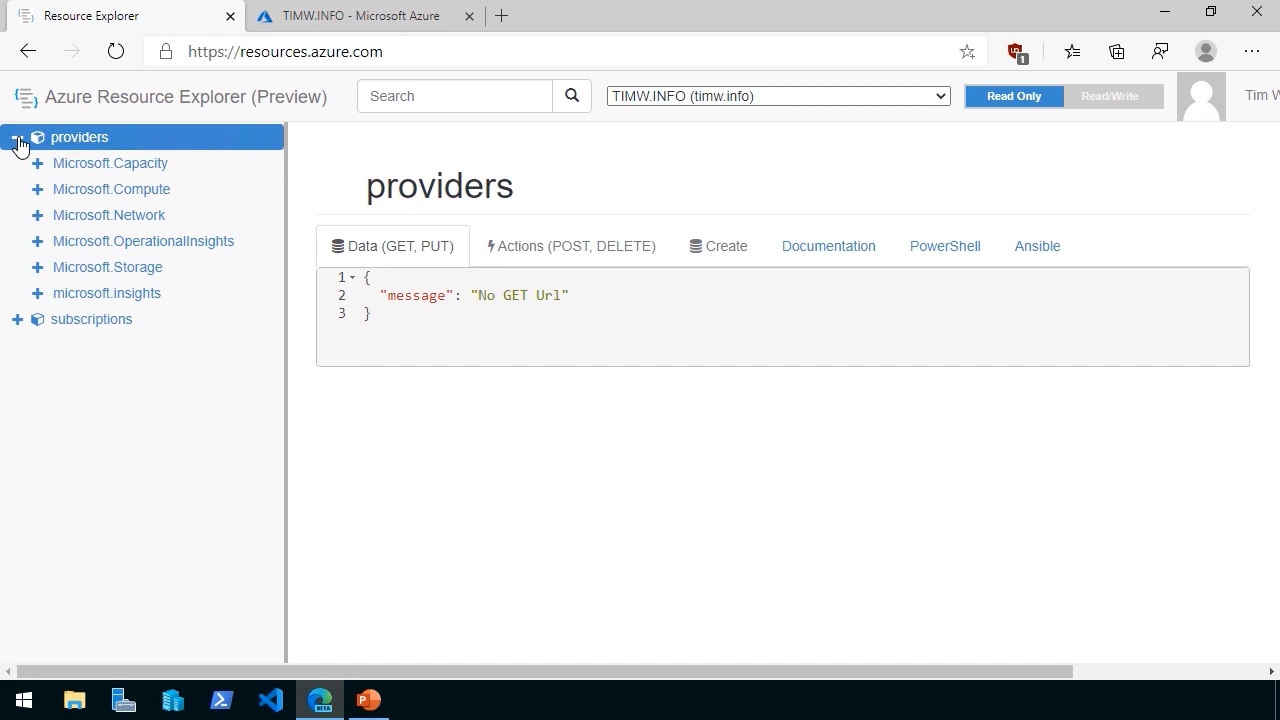 Resource Explorer
TIMW.INFO - Microsoft Azure
https://resources.azure.com
1
Azure Resource Explorer (Preview)
Search
TIMW.INFO (timw.info)
Read Only
Read/Write
Tim W
providers
Microsoft.Capacity
Microsoft.Compute
Microsoft.Network
Microsoft.OperationalInsights
Microsoft.Storage
microsoft.insights
subscriptions
providers
Data (GET, PUT)
Actions (POST, DELETE)
Create
Documentation
PowerShell
Ansible
1 {
2 "message": "No GET Url"
3 }
BETA